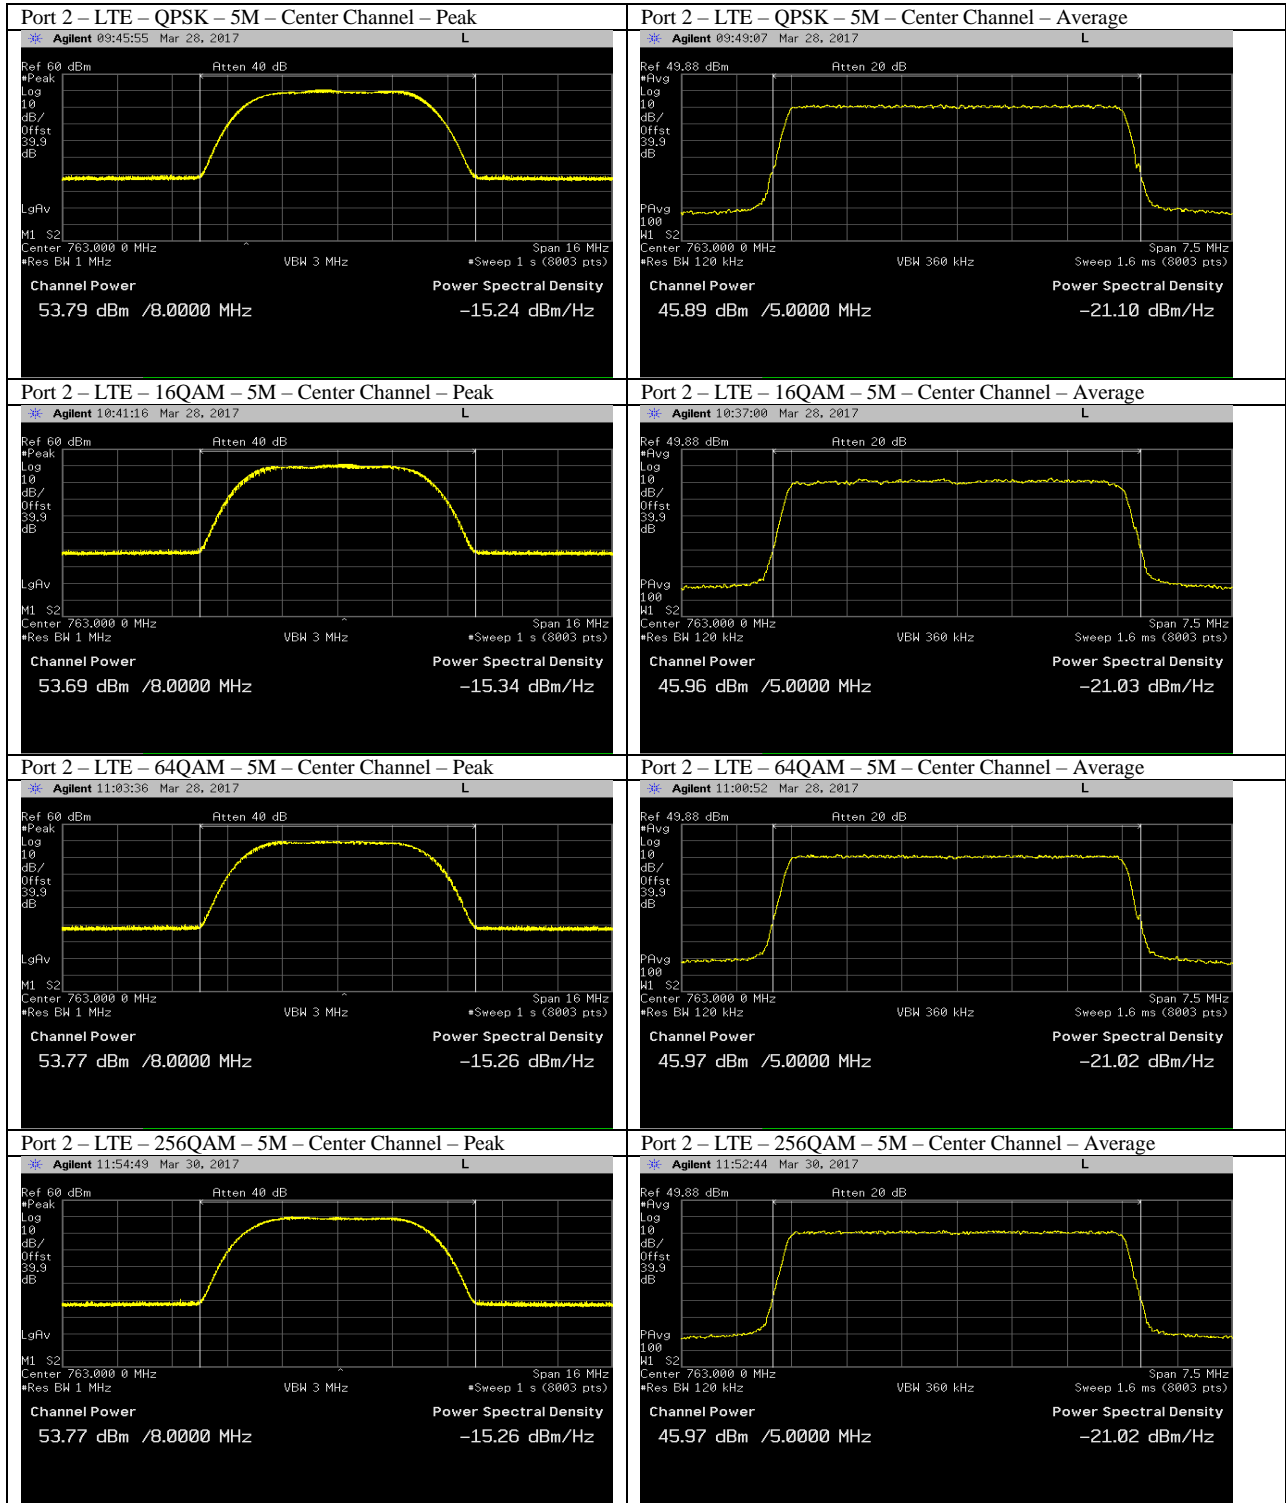 Port 2 – LTE – QPSK – 5M – Center Channel – Peak
Agilent 09:45:55 Mar 28, 2017 L
Ref 60 dBm Atten 40 dB
#Peak
Log
10
dB/
Offst
39.9
dB
LgAv
M1 S2
Center 763.000 0 MHz Span 16 MHz
#Res BW 1 MHz VBW 3 MHz #Sweep 1 s (8003 pts)
Channel Power Power Spectral Density
53.79 dBm /8.0000 MHz -15.24 dBm/Hz
Port 2 – LTE – QPSK – 5M – Center Channel – Average
Agilent 09:49:07 Mar 28, 2017 L
Ref 49.88 dBm Atten 20 dB
#Avg
Log
10
dB/
Offst
39.9
dB
PAvg
100
W1 S2
Center 763.000 0 MHz Span 7.5 MHz
#Res BW 120 kHz VBW 360 kHz Sweep 1.6 ms (8003 pts)
Channel Power Power Spectral Density
45.89 dBm /5.0000 MHz -21.10 dBm/Hz
Port 2 – LTE – 16QAM – 5M – Center Channel – Peak
Agilent 10:41:16 Mar 28, 2017 L
Ref 60 dBm Atten 40 dB
#Peak
Log
10
dB/
Offst
39.9
dB
LgAv
M1 S2
Center 763.000 0 MHz Span 16 MHz
#Res BW 1 MHz VBW 3 MHz #Sweep 1 s (8003 pts)
Channel Power Power Spectral Density
53.69 dBm /8.0000 MHz -15.34 dBm/Hz
Port 2 – LTE – 16QAM – 5M – Center Channel – Average
Agilent 10:37:00 Mar 28, 2017 L
Ref 49.88 dBm Atten 20 dB
#Avg
Log
10
dB/
Offst
39.9
dB
PAvg
100
W1 S2
Center 763.000 0 MHz Span 7.5 MHz
#Res BW 120 kHz VBW 360 kHz Sweep 1.6 ms (8003 pts)
Channel Power Power Spectral Density
45.96 dBm /5.0000 MHz -21.03 dBm/Hz
Port 2 – LTE – 64QAM – 5M – Center Channel – Peak
Agilent 11:03:36 Mar 28, 2017 L
Ref 60 dBm Atten 40 dB
#Peak
Log
10
dB/
Offst
39.9
dB
LgAv
M1 S2
Center 763.000 0 MHz Span 16 MHz
#Res BW 1 MHz VBW 3 MHz #Sweep 1 s (8003 pts)
Channel Power Power Spectral Density
53.77 dBm /8.0000 MHz -15.26 dBm/Hz
Port 2 – LTE – 64QAM – 5M – Center Channel – Average
Agilent 11:00:52 Mar 28, 2017 L
Ref 49.88 dBm Atten 20 dB
#Avg
Log
10
dB/
Offst
39.9
dB
PAvg
100
W1 S2
Center 763.000 0 MHz Span 7.5 MHz
#Res BW 120 kHz VBW 360 kHz Sweep 1.6 ms (8003 pts)
Channel Power Power Spectral Density
45.97 dBm /5.0000 MHz -21.02 dBm/Hz
Port 2 – LTE – 256QAM – 5M – Center Channel – Peak
Agilent 11:54:49 Mar 30, 2017 L
Ref 60 dBm Atten 40 dB
#Peak
Log
10
dB/
Offst
39.9
dB
LgAv
M1 S2
Center 763.000 0 MHz Span 16 MHz
#Res BW 1 MHz VBW 3 MHz #Sweep 1 s (8003 pts)
Channel Power Power Spectral Density
53.77 dBm /8.0000 MHz -15.26 dBm/Hz
Port 2 – LTE – 256QAM – 5M – Center Channel – Average
Agilent 11:52:44 Mar 30, 2017 L
Ref 49.88 dBm Atten 20 dB
#Avg
Log
10
dB/
Offst
39.9
dB
PAvg
100
W1 S2
Center 763.000 0 MHz Span 7.5 MHz
#Res BW 120 kHz VBW 360 kHz Sweep 1.6 ms (8003 pts)
Channel Power Power Spectral Density
45.97 dBm /5.0000 MHz -21.02 dBm/Hz